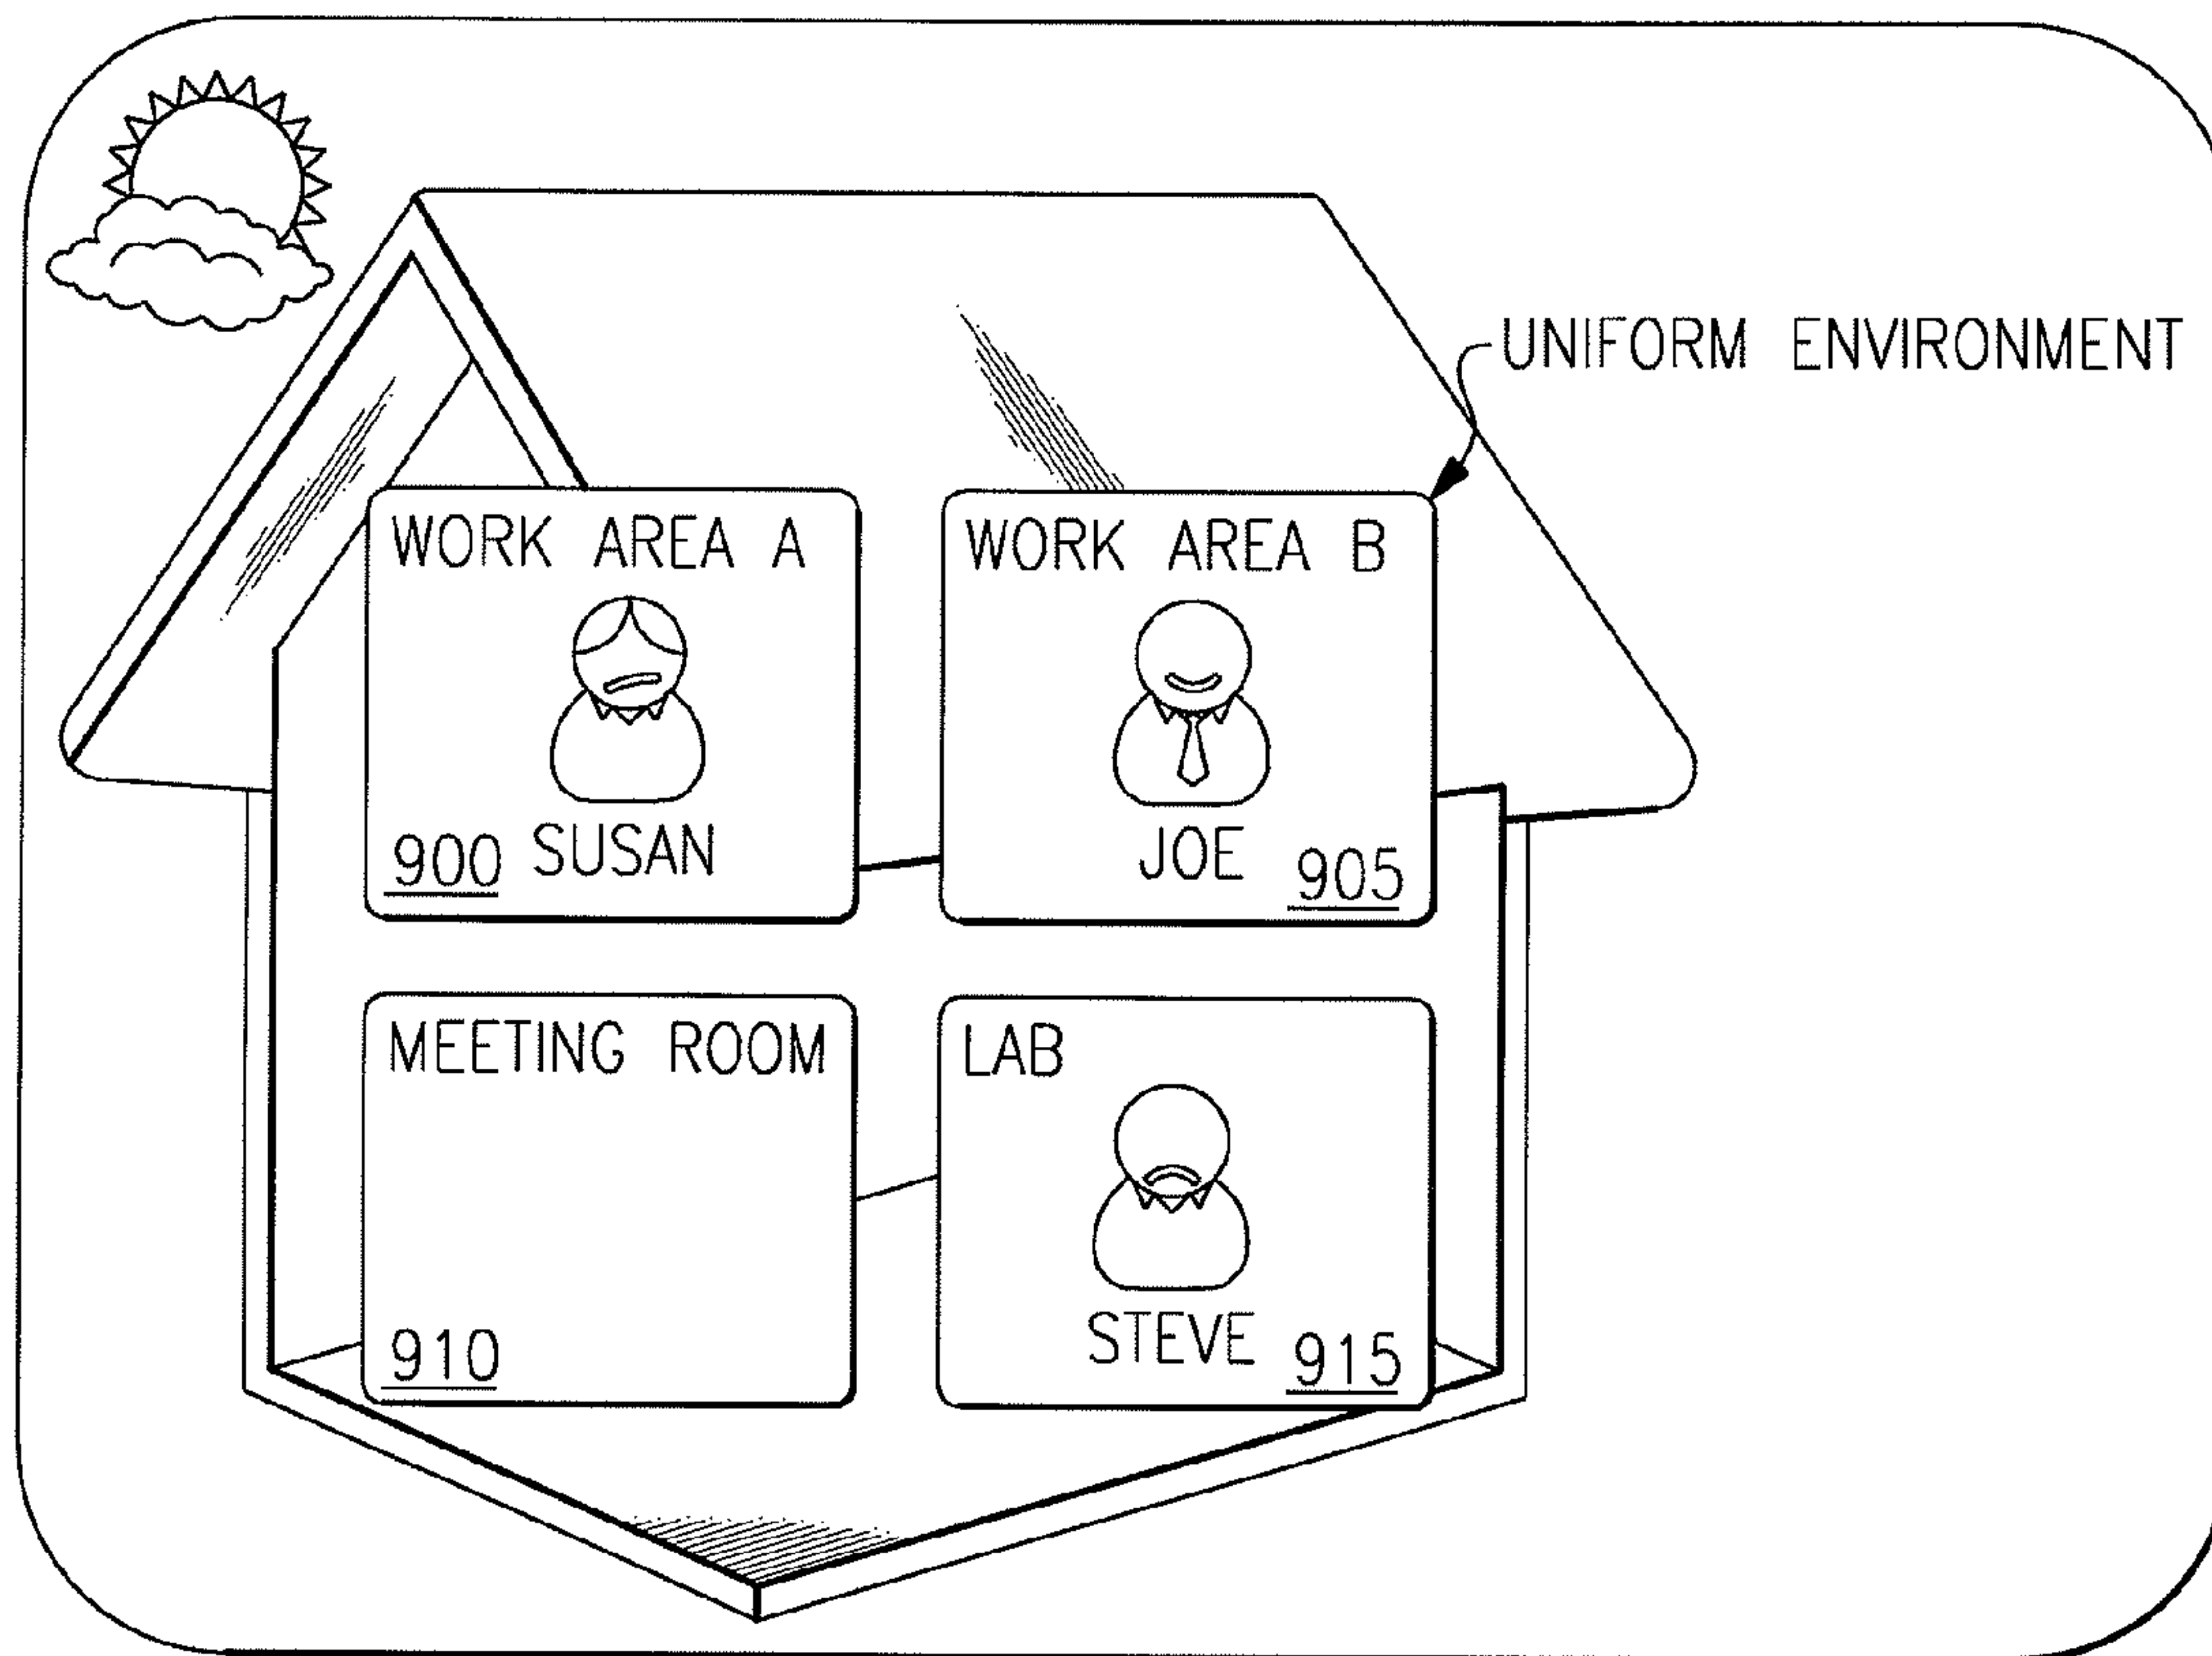 UNIFORM ENVIRONMENT
WORK AREA A
SUSAN
900
WORK AREA B
JOE
905
MEETING ROOM
910
LAB
STEVE
915